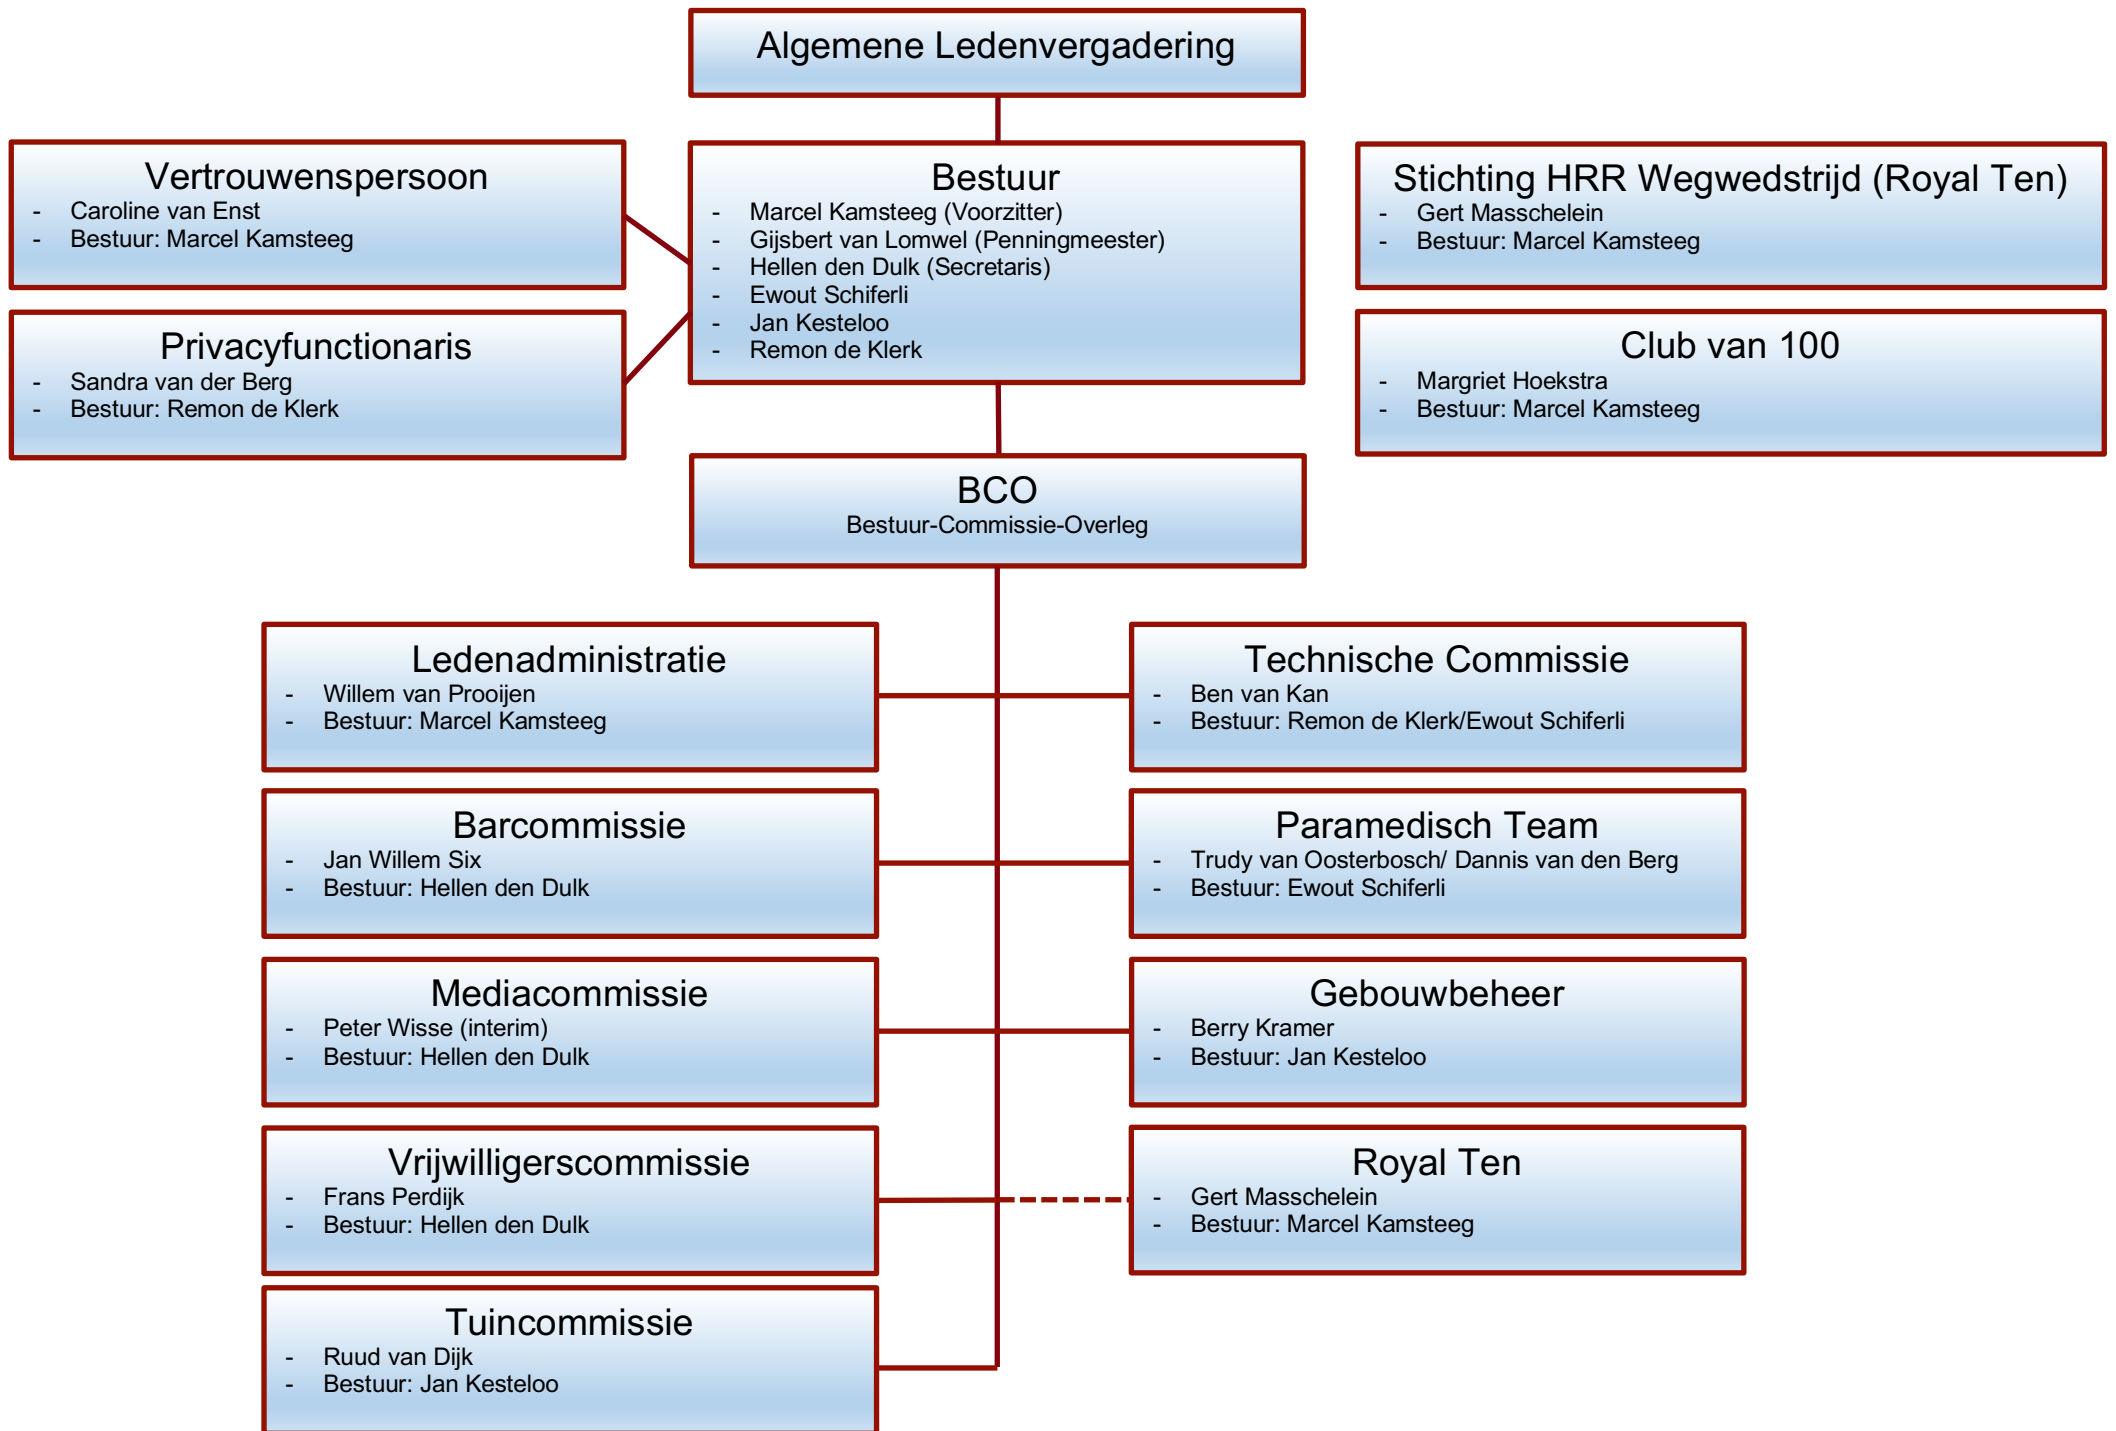 Algemene Ledenvergadering
Vertrouwenspersoon
- Caroline van Enst
- Bestuur: Marcel Kamsteeg
Bestuur
- Marcel Kamsteeg (Voorzitter)
- Gijsbert van Lomwel (Penningmeester)
- Hellen den Dulk (Secretaris)
- Ewout Schiferli
- Jan Kesteloo
- Remon de Klerk
Stichting HRR Wegwedstrijd (Royal Ten)
- Gert Masschelein
- Bestuur: Marcel Kamsteeg
Privacyfunctionaris
- Sandra van der Berg
- Bestuur: Remon de Klerk
Club van 100
- Margriet Hoekstra
- Bestuur: Marcel Kamsteeg
BCO
Bestuur-Commissie-Overleg
Ledenadministratie
- Willem van Prooijen
- Bestuur: Marcel Kamsteeg
Technische Commissie
- Ben van Kan
- Bestuur: Remon de Klerk/Ewout Schiferli
Barcommissie
- Jan Willem Six
- Bestuur: Hellen den Dulk
Paramedisch Team
- Trudy van Oosterbosch/ Dannis van den Berg
- Bestuur: Ewout Schiferli
Mediacommissie
- Peter Wisse (interim)
- Bestuur: Hellen den Dulk
Gebouwbeheer
- Berry Kramer
- Bestuur: Jan Kesteloo
Vrijwilligerscommissie
- Frans Perdijk
- Bestuur: Hellen den Dulk
Royal Ten
- Gert Masschelein
- Bestuur: Marcel Kamsteeg
Tuincommissie
- Ruud van Dijk
- Bestuur: Jan Kesteloo